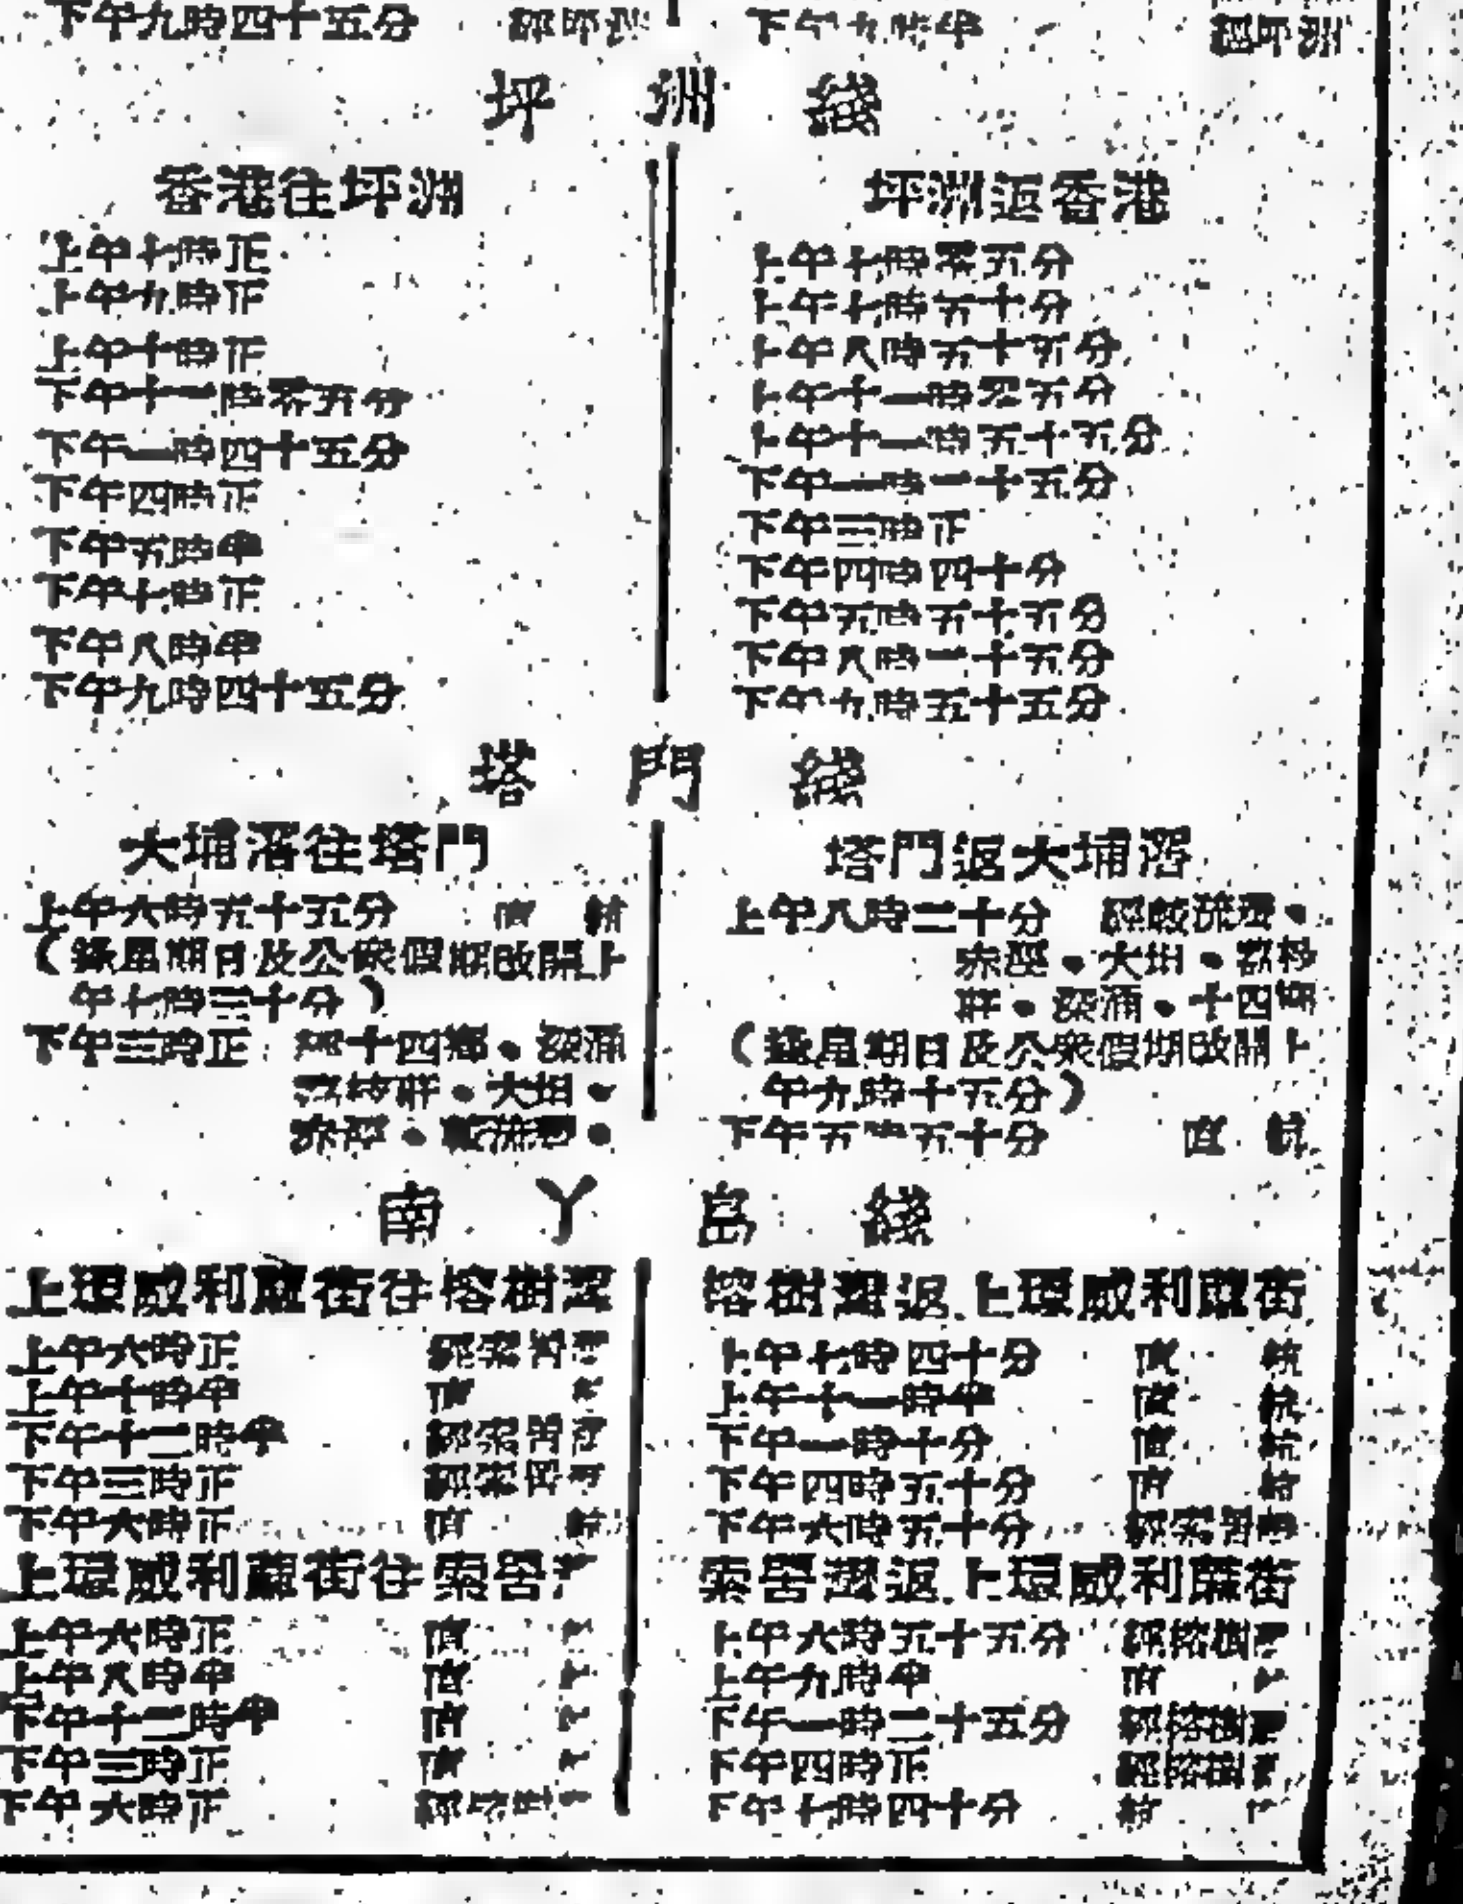 下午九時四十五分 經坪洲
下午九時半 經坪洲
坪洲綫
香港往坪洲
上午七時正
上午九時正
上午十時正
下午十一時零五分
下午一時四十五分
下午四時正
下午五時半
下午七時正
下午八時半
下午九時四十五分
坪洲返香港
上午七時零五分
上午七時五十分
上午八時五十五分
上午十一時零五分
上午十一時五十五分
下午一時一十五分
下午三時正
下午四時四十分
下午五時五十五分
下午八時一十五分
下午九時五十五分
塔門綫
大埔滘往塔門
上午六時五十五分 直航
(銻星期日及公衆假期改開上
午七時三十分)
下午三時正 經十四鄉•深涌
荔枝莊•大坦•
赤徑•蚊流灣•
塔門返大埔滘
上午八時二十分 經蚊流灣•
赤徑•大坦•荔枝
莊•深涌•十四鄉
(逢星期日及公衆假期改開上
午九時十五分)
下午五時五十分 直航
南丫島綫
上環威利蔴街往榕樹灣
上午六時正 經索罟灣
上午十時半 直
下午十二時半 經索罟灣
下午三時正 經索罟灣
下午六時正 直航
榕樹灣返上環威利蔴街
上午七時四十分 直航
上午十一時半 直航
下午一時十分 直航
下午四時五十分 直航
下午六時五十分 經索罟灣
上環威利蔴街往索罟灣
上午六時正 直
上午八時半 直
下午十二時半 直
下午三時正 直
下午六時正 經榕樹
索罟灣返上環威利蔴街
上午六時五十五分 經榕樹灣
上午九時半 直
下午一時二十五分 經榕樹灣
下午四時正 經榕樹灣
下午七時四十分